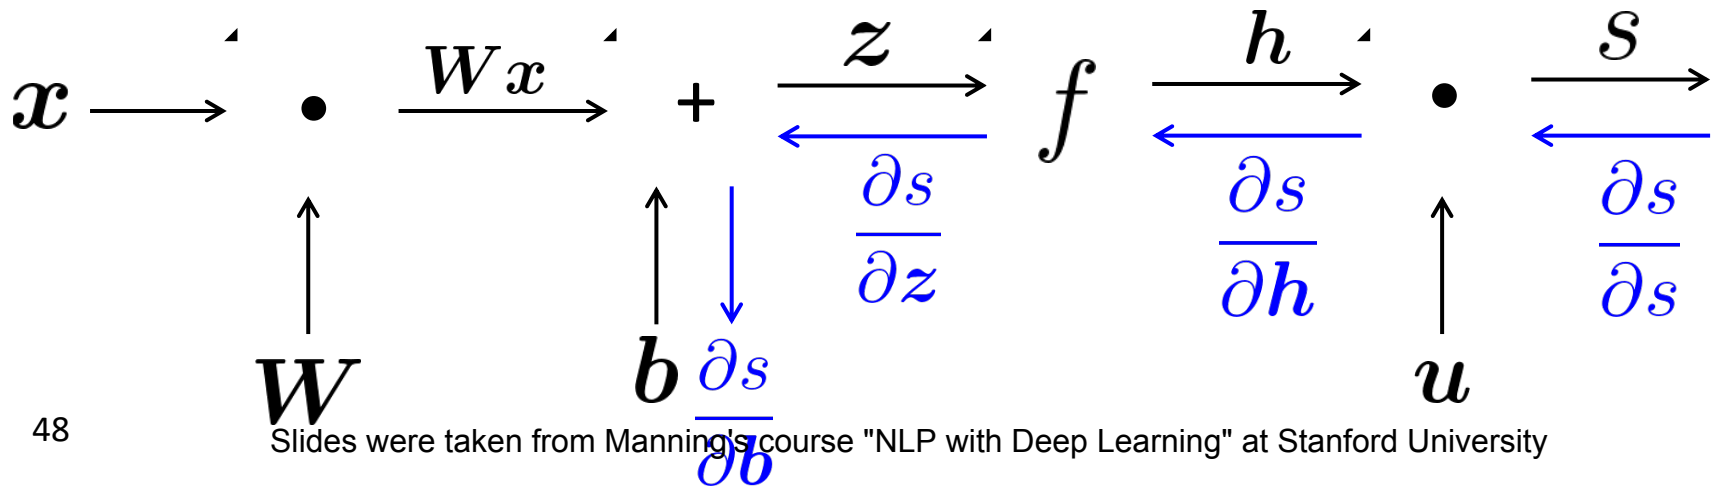 x Wx + z f h s
∂s/∂z ∂s/∂h ∂s/∂s
W b ∂s/∂b u
48
Slides were taken from Manning's course "NLP with Deep Learning" at Stanford University